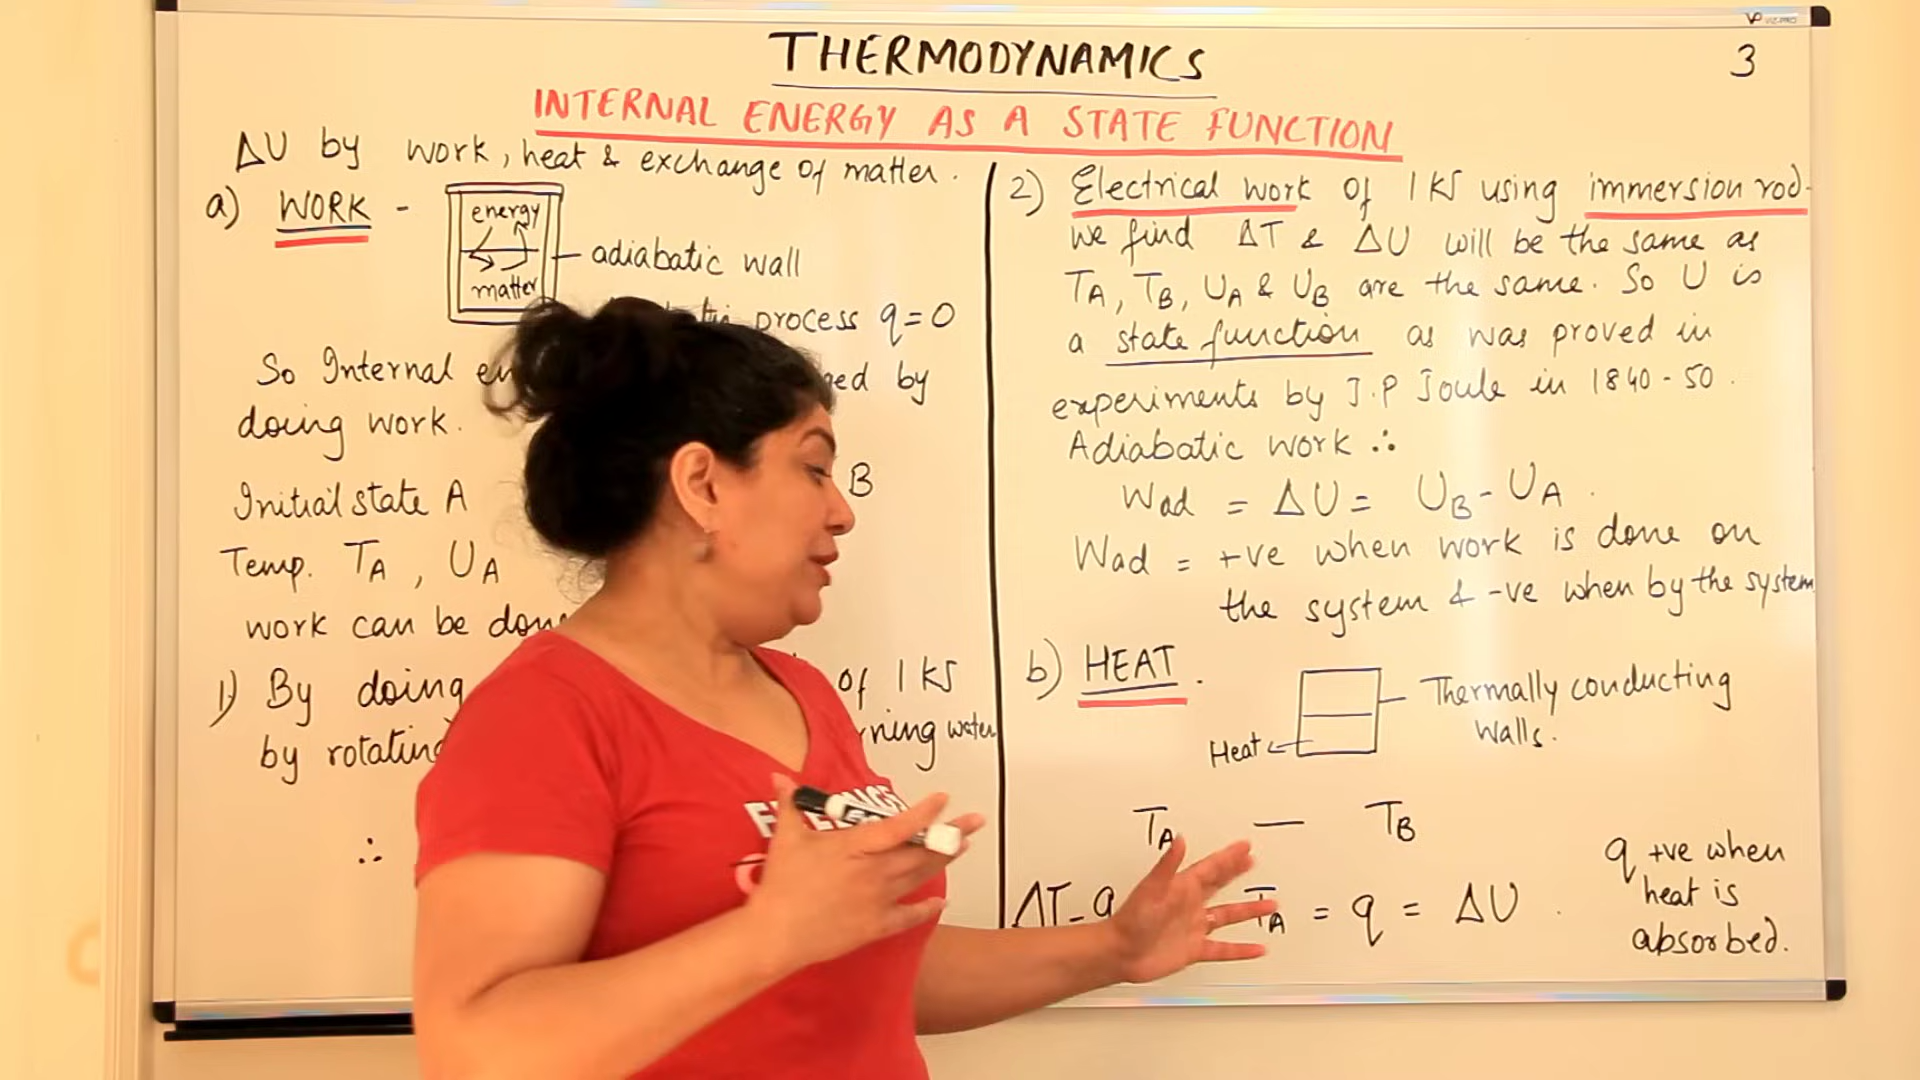 VIZ-PRO
THERMODYNAMICS
3
INTERNAL ENERGY AS A STATE FUNCTION
ΔU by work, heat & exchange of matter.
a) WORK -
energy
matter
adiabatic wall
process q = 0
So Internal
by
doing work.
Initial state A
B
Temp. TA, UA
work can be
1) By doing
of 1 KJ
by
water
∴
2) Electrical work of 1 KJ using immersion rod.
we find ΔT & ΔU will be the same as
TA, TB, UA & UB are the same. So U is
a state function as was proved in
experiments by J.P Joule in 1840-50.
Adiabatic work ∴
Wad = ΔU = UB - UA.
Wad = +ve when work is done on
the system & -ve when by the system
b) HEAT.
Thermally conducting
walls.
Heat
TA — TB
TA = q = ΔU.
q +ve when
heat is
absorbed.